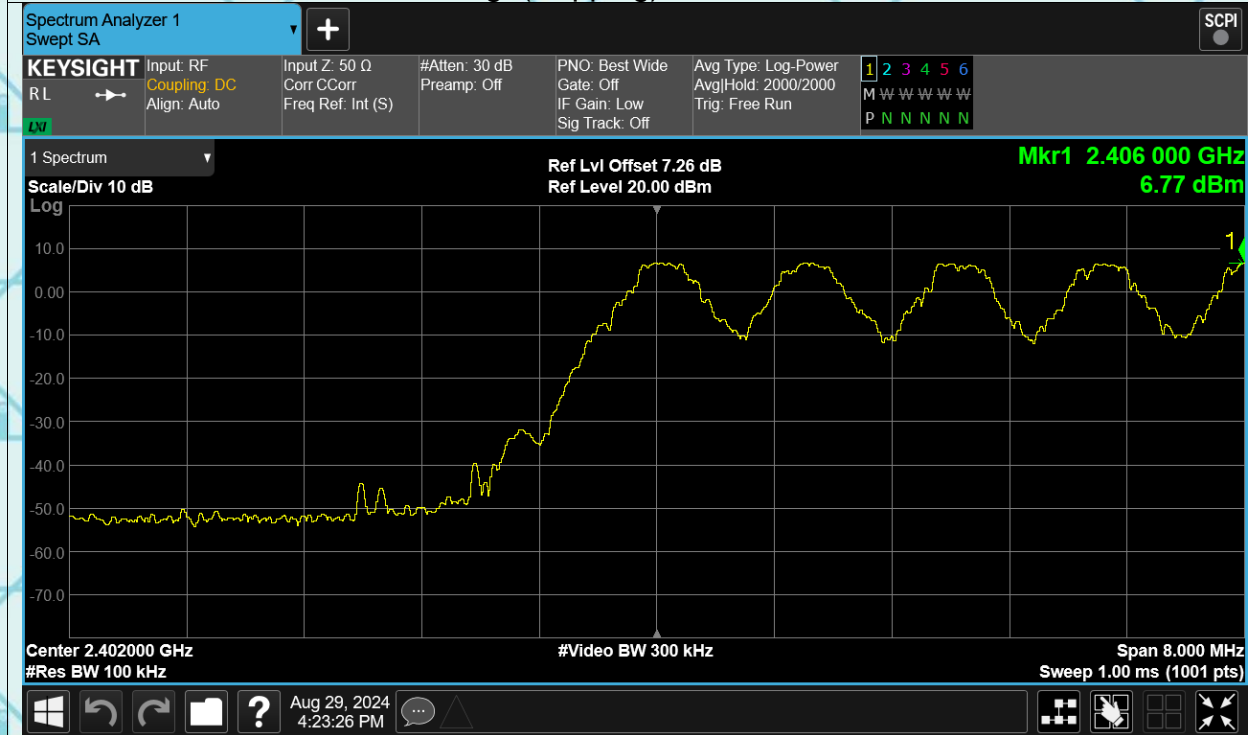 Spectrum Analyzer 1
Swept SA
+
SCPI
KEYSIGHT
R L
LXI
Input: RF
Coupling: DC
Align: Auto
Input Z: 50 Ω
Corr CCorr
Freq Ref: Int (S)
#Atten: 30 dB
Preamp: Off
PNO: Best Wide
Gate: Off
IF Gain: Low
Sig Track: Off
Avg Type: Log-Power
Avg|Hold: 2000/2000
Trig: Free Run
1 2 3 4 5 6
M W W W W W
P N N N N N
1 Spectrum
Scale/Div 10 dB
Log
Ref Lvl Offset 7.26 dB
Ref Level 20.00 dBm
Mkr1 2.406 000 GHz
6.77 dBm
1
10.0
0.00
-10.0
-20.0
-30.0
-40.0
-50.0
-60.0
-70.0
Center 2.402000 GHz
#Res BW 100 kHz
#Video BW 300 kHz
Span 8.000 MHz
Sweep 1.00 ms (1001 pts)
?
Aug 29, 2024
4:23:26 PM